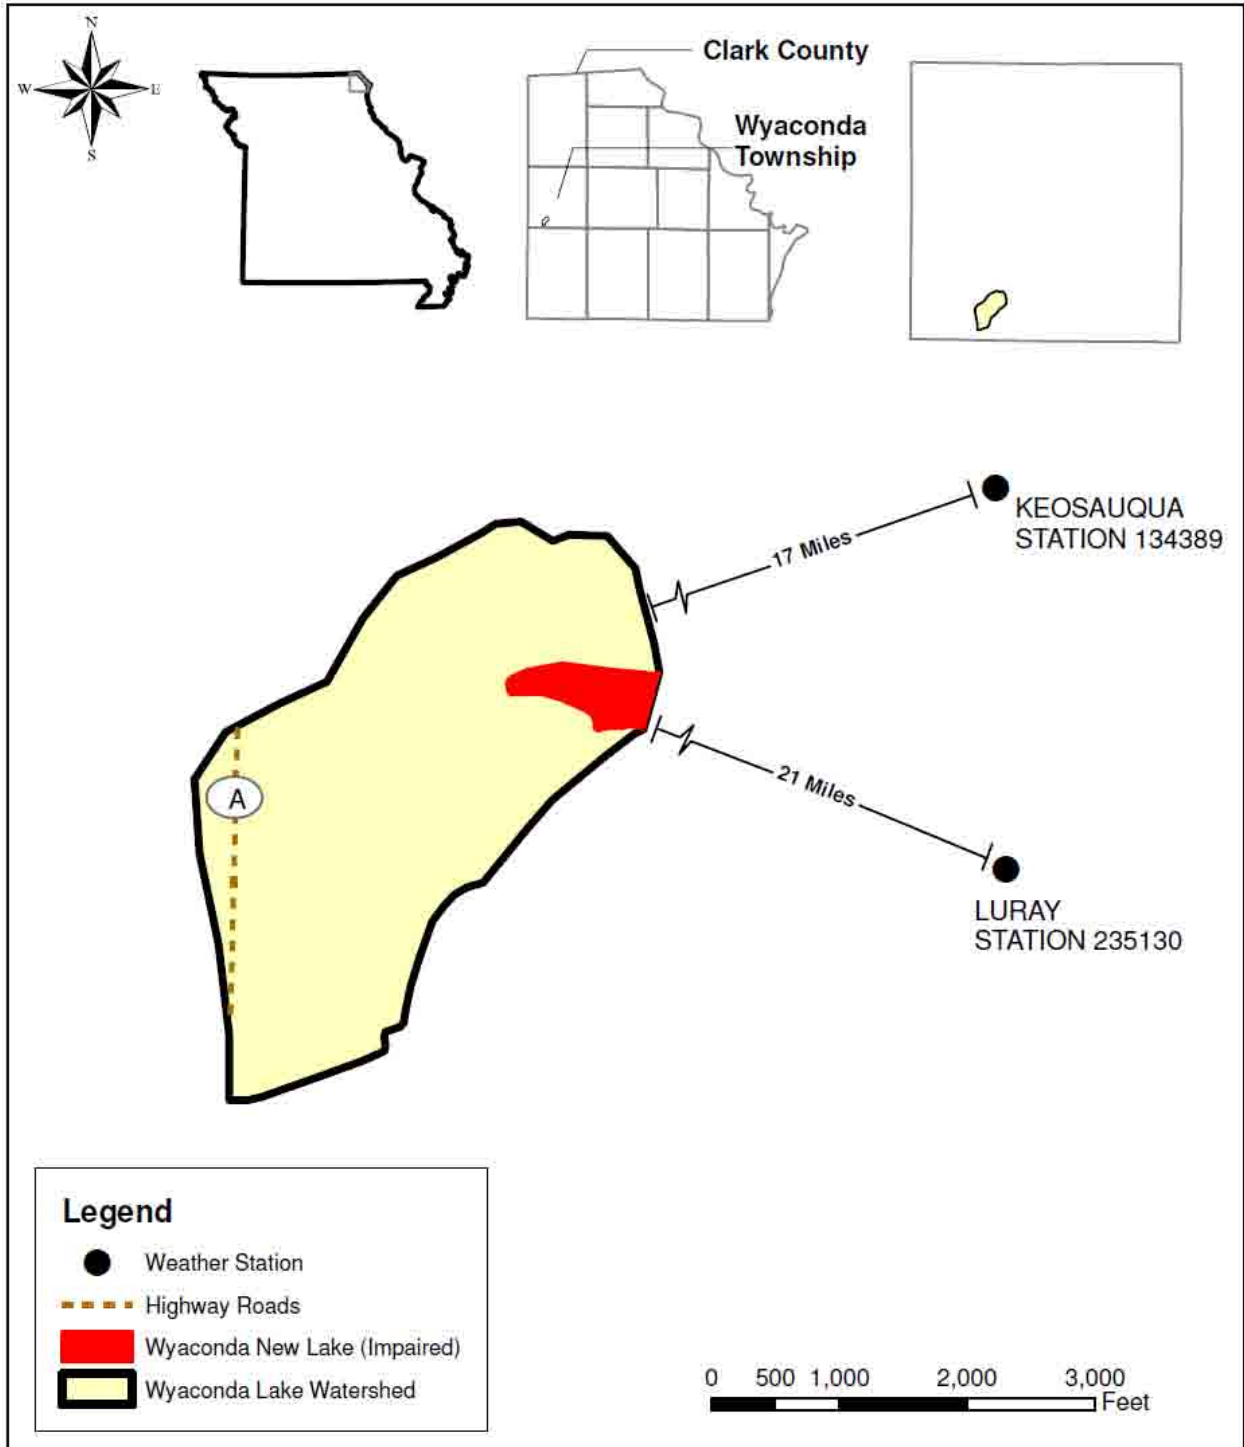 N
W
E
S
Clark County
Wyaconda
Township
KEOSAUQUA
STATION 134389
17 Miles
21 Miles
A
LURAY
STATION 235130
Legend
Weather Station
Highway Roads
Wyaconda New Lake (Impaired)
Wyaconda Lake Watershed
0 500 1,000 2,000 3,000
Feet